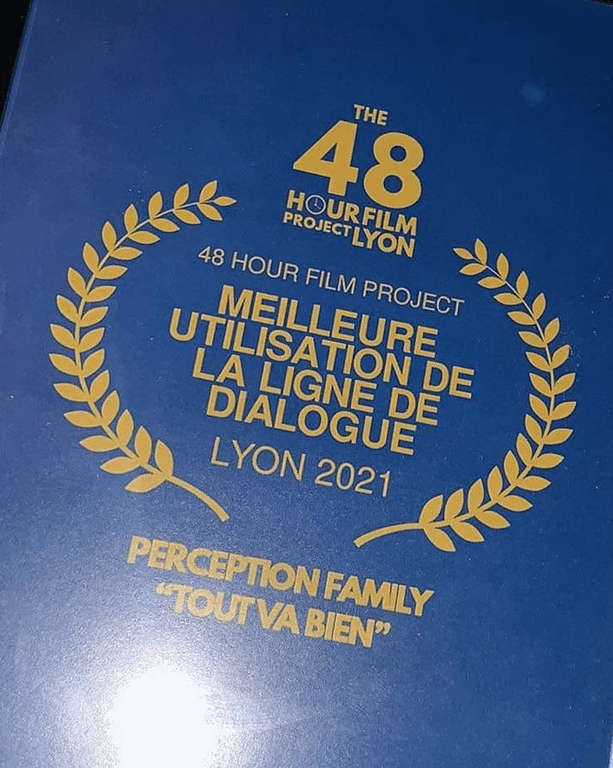 THE
48
HOUR FILM
PROJECT LYON
48 HOUR FILM PROJECT
MEILLEURE
UTILISATION DE
LA LIGNE DE
DIALOGUE
LYON 2021
PERCEPTION FAMILY
“TOUT VA BIEN”